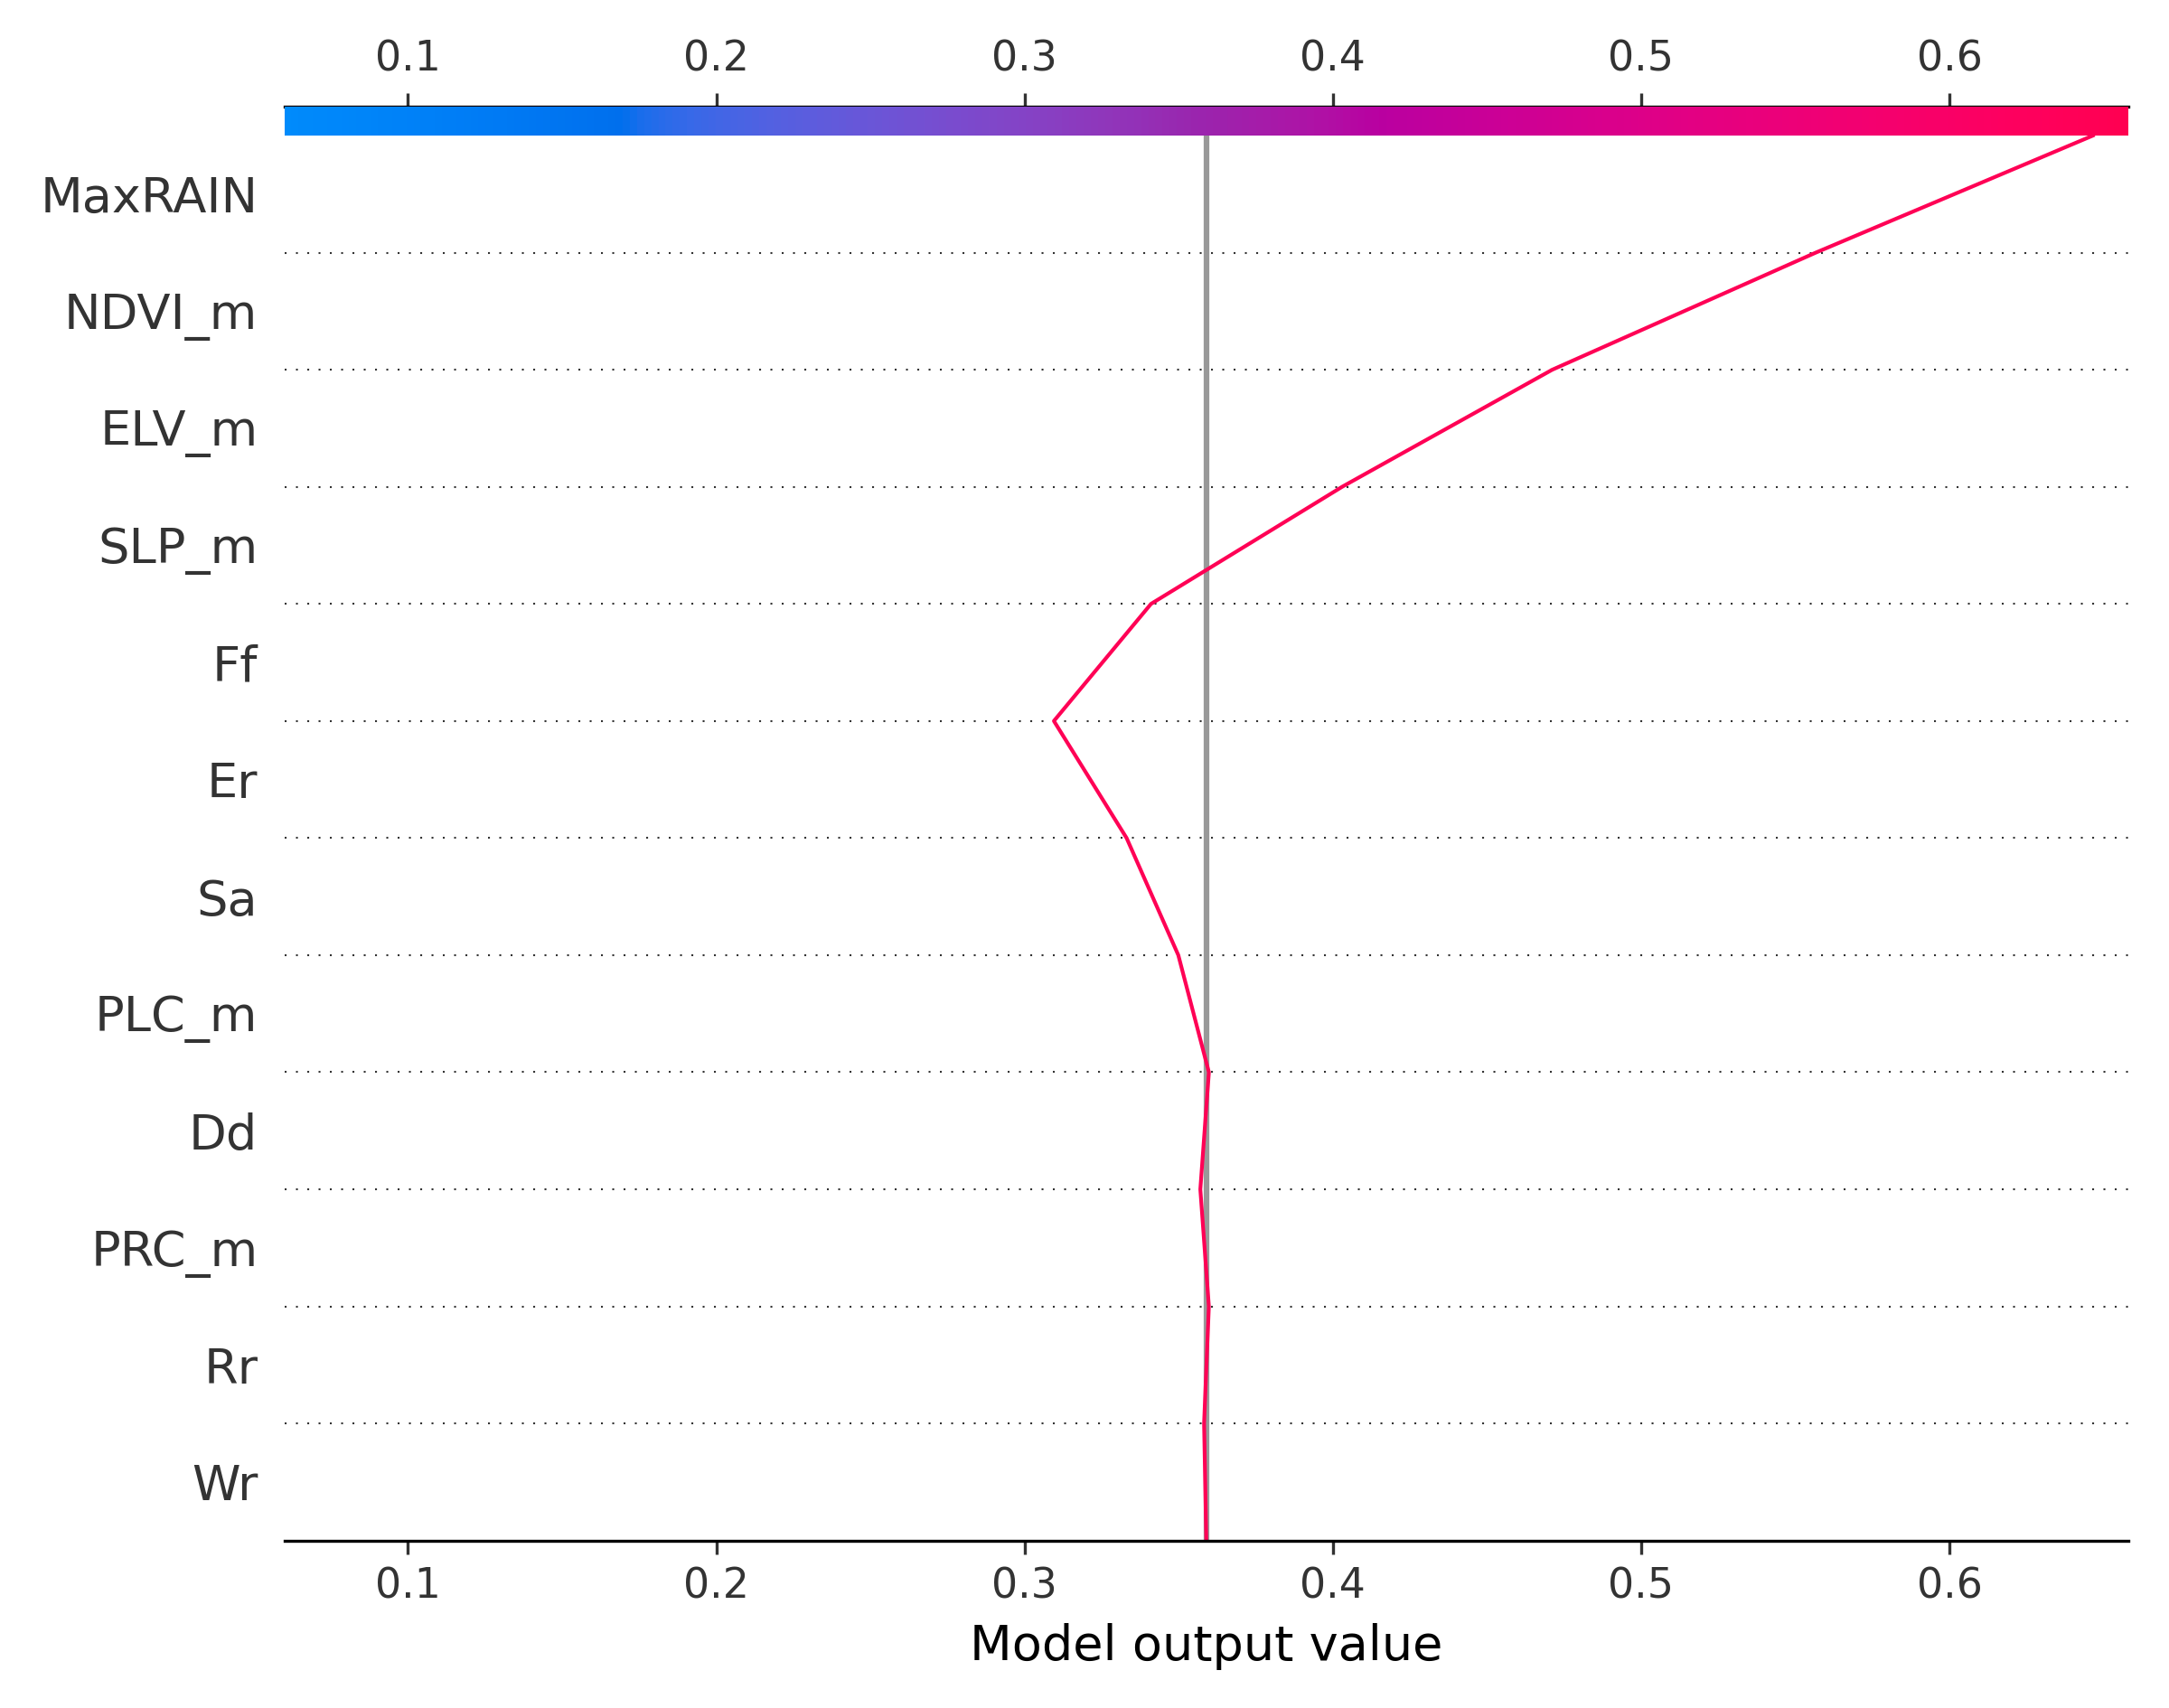 0.1 0.2 0.3 0.4 0.5 0.6
MaxRAIN
NDVI_m
ELV_m
SLP_m
Ff
Er
Sa
PLC_m
Dd
PRC_m
Rr
Wr
0.1 0.2 0.3 0.4 0.5 0.6
Model output value